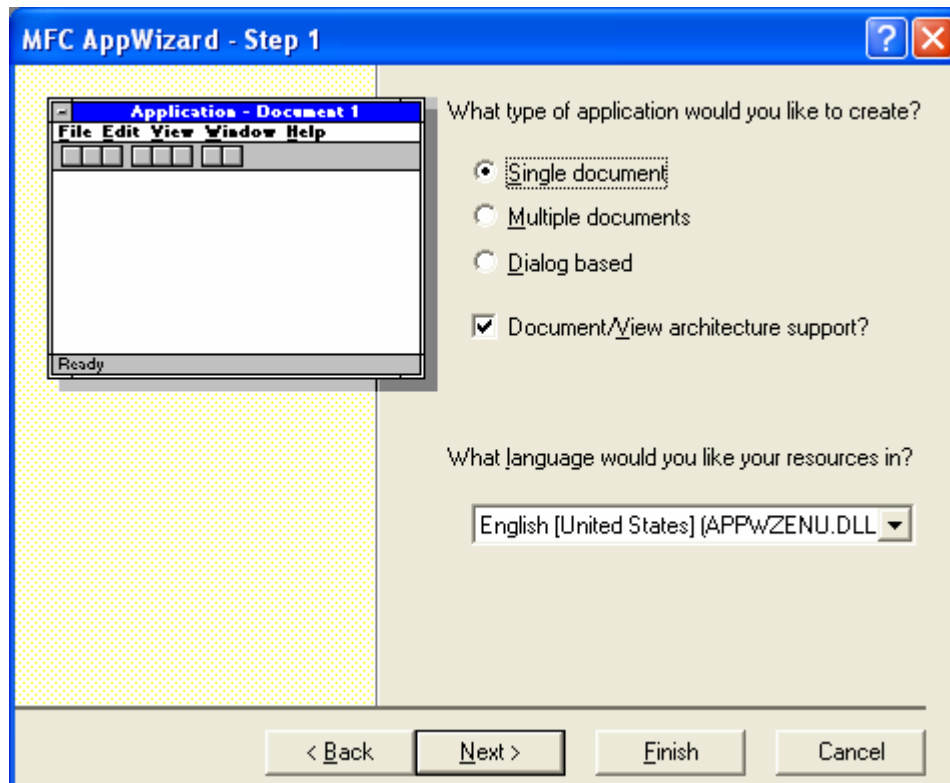 MFC AppWizard - Step 1
Application - Document 1
File Edit View Window Help
Ready
What type of application would you like to create?
Single document
Multiple documents
Dialog based
Document/View architecture support?
What language would you like your resources in?
English [United States] (APPWZENU.DLL
< Back Next > Finish Cancel